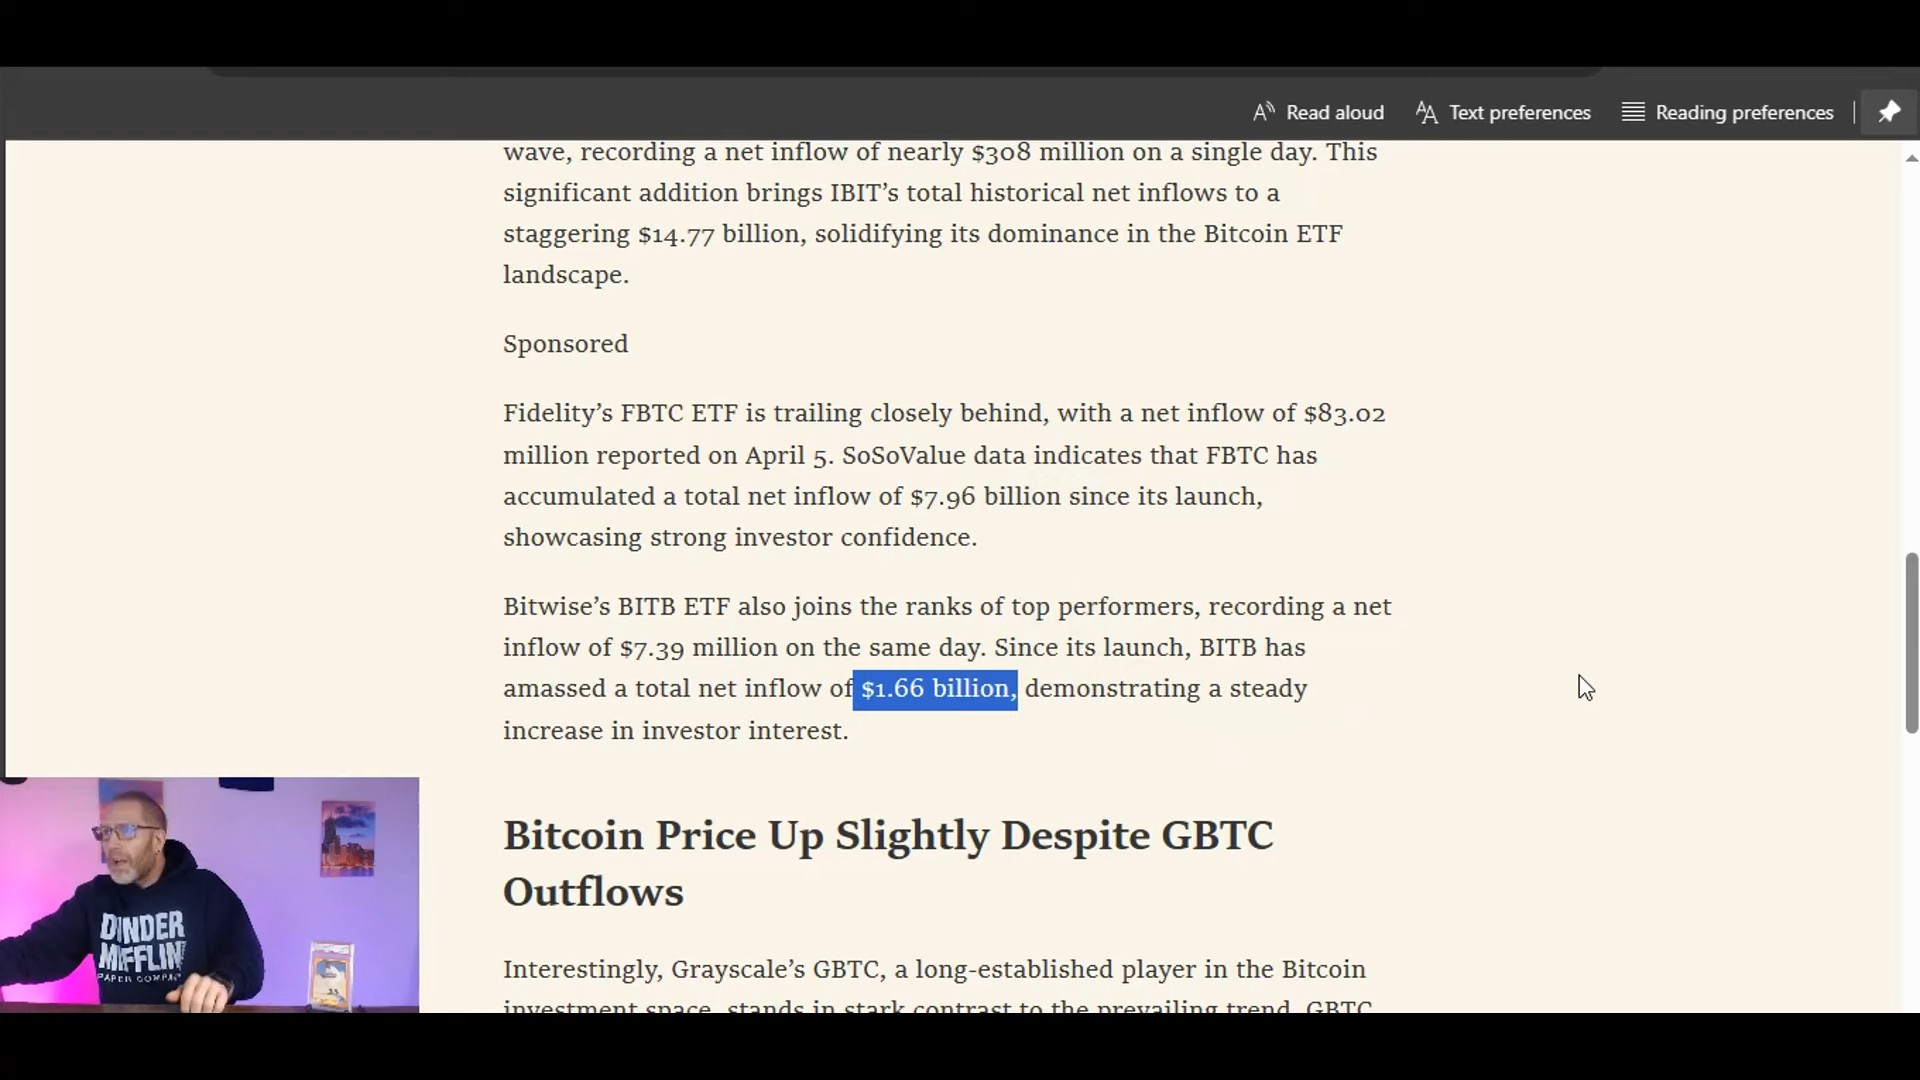 Read aloud
Text preferences
Reading preferences
wave, recording a net inflow of nearly $308 million on a single day. This
significant addition brings IBIT’s total historical net inflows to a
staggering $14.77 billion, solidifying its dominance in the Bitcoin ETF
landscape.
Sponsored
Fidelity’s FBTC ETF is trailing closely behind, with a net inflow of $83.02
million reported on April 5. SoSoValue data indicates that FBTC has
accumulated a total net inflow of $7.96 billion since its launch,
showcasing strong investor confidence.
Bitwise’s BITB ETF also joins the ranks of top performers, recording a net
inflow of $7.39 million on the same day. Since its launch, BITB has
amassed a total net inflow of $1.66 billion, demonstrating a steady
increase in investor interest.
Bitcoin Price Up Slightly Despite GBTC
Outflows
Interestingly, Grayscale’s GBTC, a long-established player in the Bitcoin
investment space, stands in stark contrast to the prevailing trend. GBTC
DUNDER
MIFFLIN
PAPER COMPANY